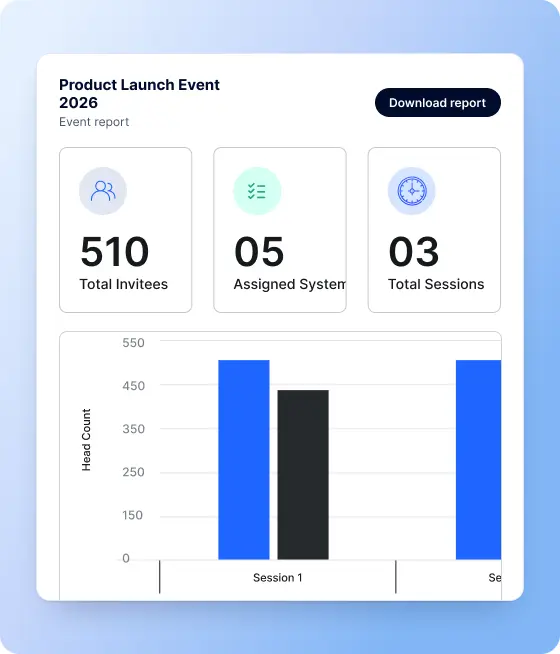 Product Launch Event
2026
Event report
Download report
510
Total Invitees
05
Assigned System
03
Total Sessions
550
450
350
250
150
0
Head Count
Session 1
Se